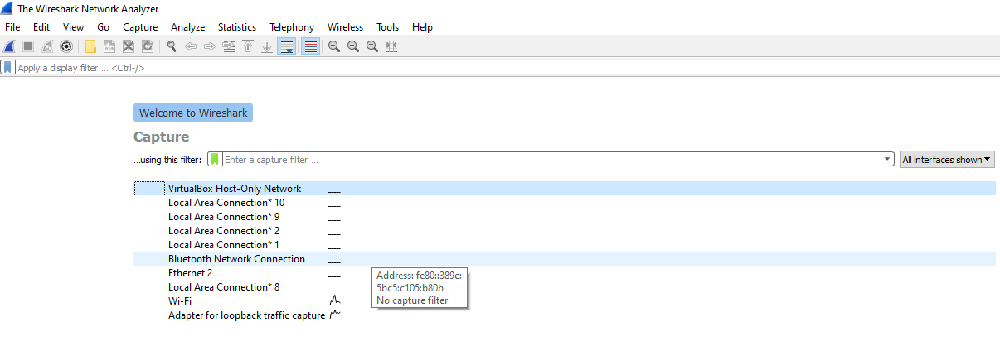 The Wireshark Network Analyzer
File Edit View Go Capture Analyze Statistics Telephony Wireless Tools Help
Apply a display filter ... <Ctrl-/>
Welcome to Wireshark
Capture
...using this filter: Enter a capture filter ... All interfaces shown
VirtualBox Host-Only Network
Local Area Connection* 10
Local Area Connection* 9
Local Area Connection* 2
Local Area Connection* 1
Bluetooth Network Connection
Ethernet 2
Local Area Connection* 8
Wi-Fi
Adapter for loopback traffic capture
Address: fe80::389e:
5bc5:c105:b80b
No capture filter